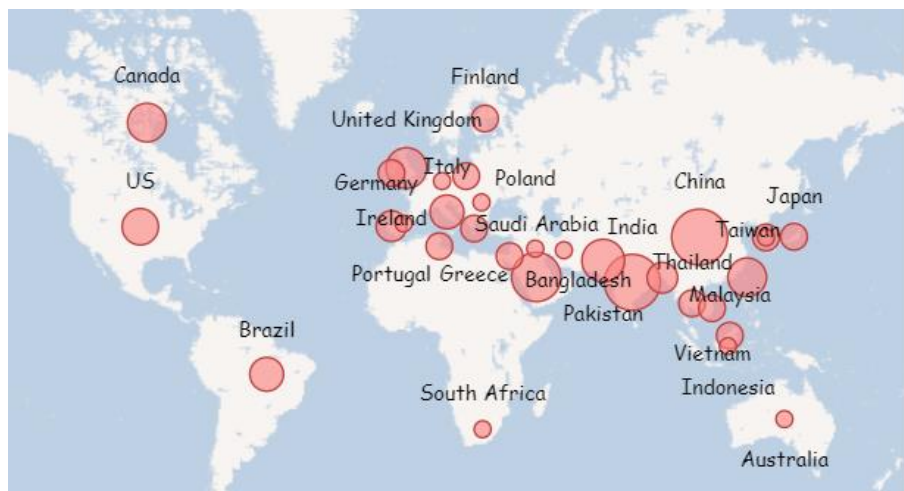 Canada
Finland
United Kingdom
US
Germany
Italy
Poland
China
Japan
Ireland
Saudi Arabia
India
Taiwan
Portugal
Greece
Bangladesh
Thailand
Pakistan
Malaysia
Brazil
Vietnam
South Africa
Indonesia
Australia